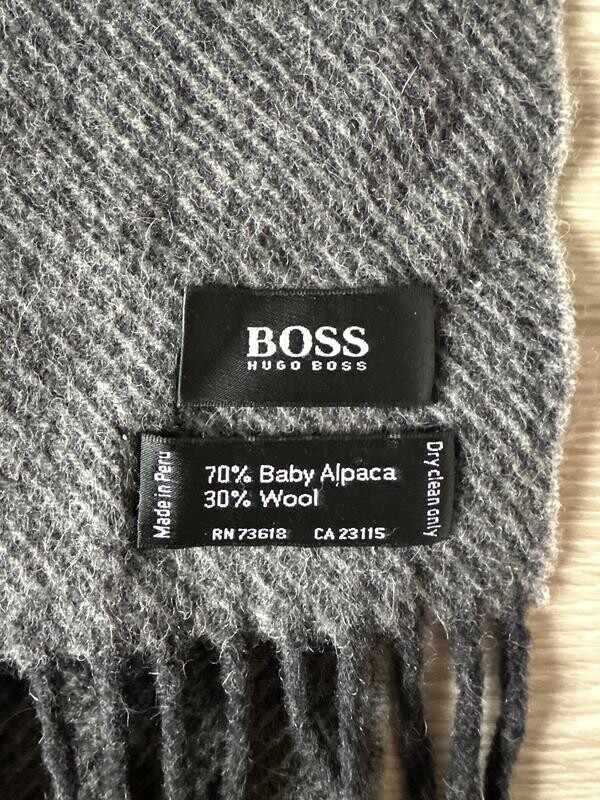 BOSS
HUGO BOSS
Made in Peru
70% Baby Alpaca
30% Wool
RN 73618 CA 23115
Dry clean only